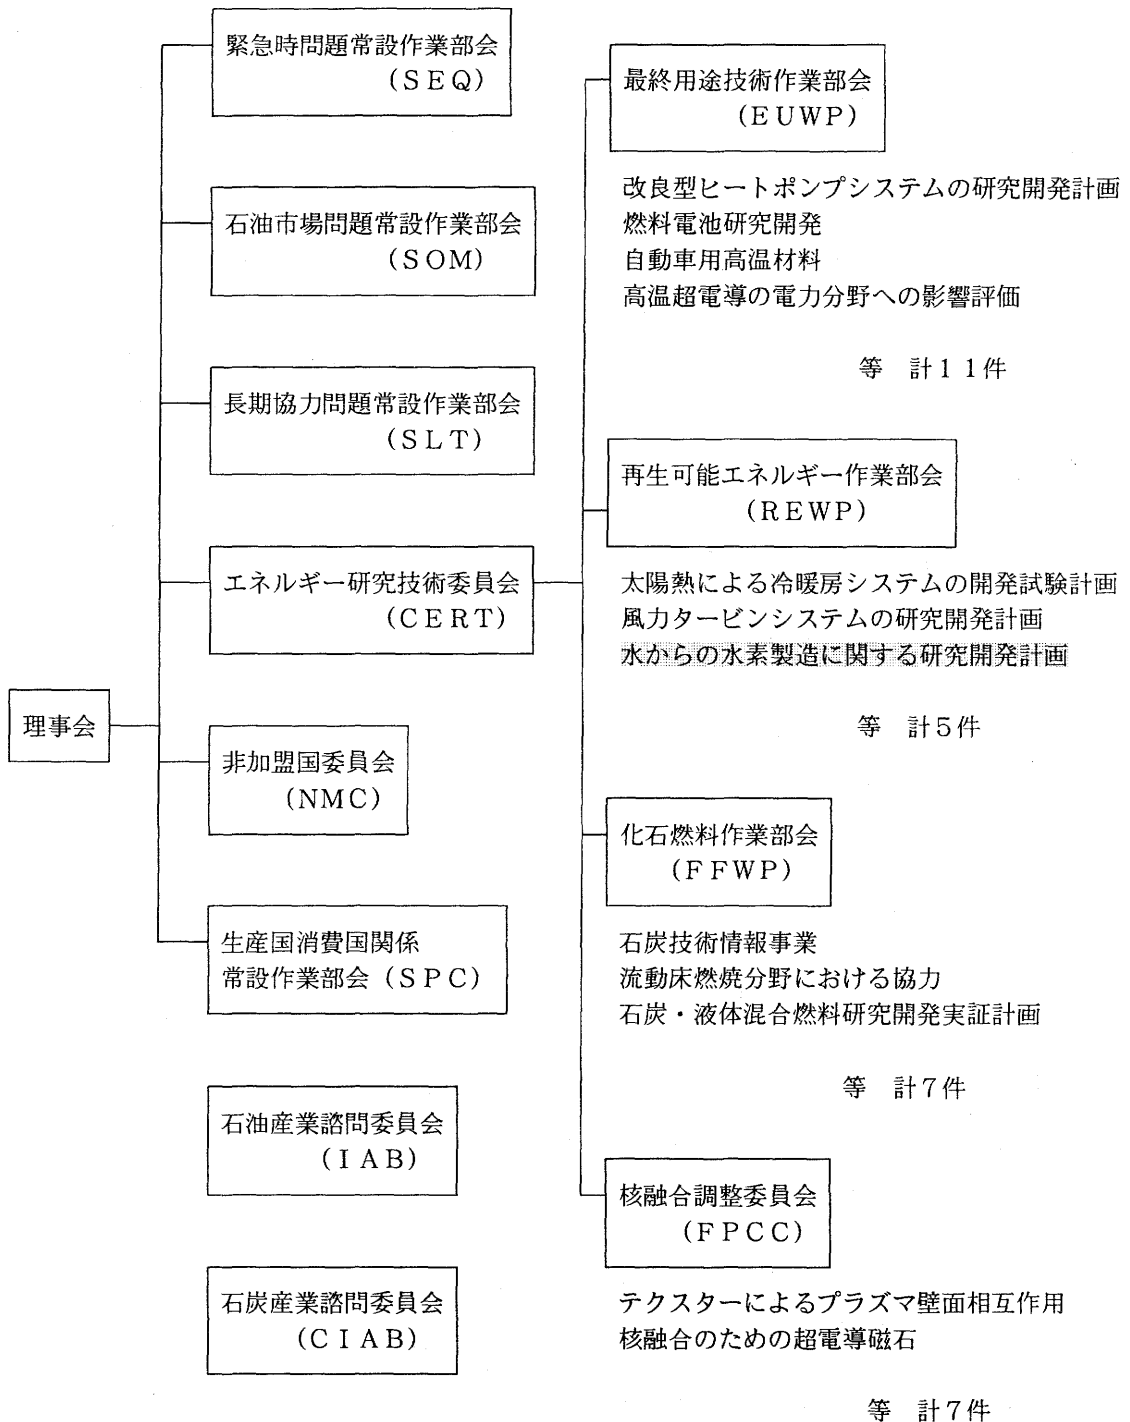 理事会
緊急時問題常設作業部会
(SEQ)
石油市場問題常設作業部会
(SOM)
長期協力問題常設作業部会
(SLT)
エネルギー研究技術委員会
(CERT)
非加盟国委員会
(NMC)
生産国消費国関係
常設作業部会(SPC)
石油産業諮問委員会
(IAB)
石炭産業諮問委員会
(CIAB)
最終用途技術作業部会
(EUWP)
改良型ヒートポンプシステムの研究開発計画
燃料電池研究開発
自動車用高温材料
高温超電導の電力分野への影響評価
等 計11件
再生可能エネルギー作業部会
(REWP)
太陽熱による冷暖房システムの開発試験計画
風力タービンシステムの研究開発計画
水からの水素製造に関する研究開発計画
等 計5件
化石燃料作業部会
(FFWP)
石炭技術情報事業
流動床燃焼分野における協力
石炭・液体混合燃料研究開発実証計画
等 計7件
核融合調整委員会
(FPCC)
テクスターによるプラズマ壁面相互作用
核融合のための超電導磁石
等 計7件